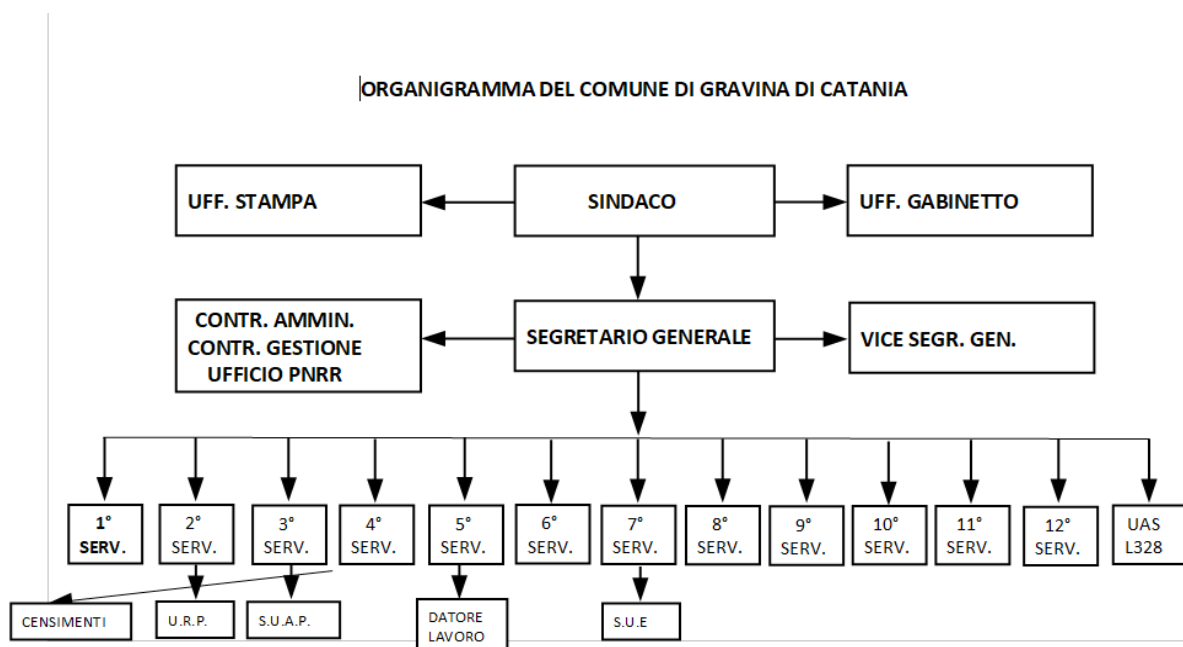 ORGANIGRAMMA DEL COMUNE DI GRAVINA DI CATANIA
UFF. STAMPA
SINDACO
UFF. GABINETTO
CONTR. AMMIN.
CONTR. GESTIONE
UFFICIO PNRR
SEGRETARIO GENERALE
VICE SEGR. GEN.
1°
SERV.
2°
SERV.
3°
SERV.
4°
SERV.
5°
SERV.
6°
SERV.
7°
SERV.
8°
SERV.
9°
SERV.
10°
SERV.
11°
SERV.
12°
SERV.
UAS
L328
CENSIMENTI
U.R.P.
S.U.A.P.
DATORE
LAVORO
S.U.E